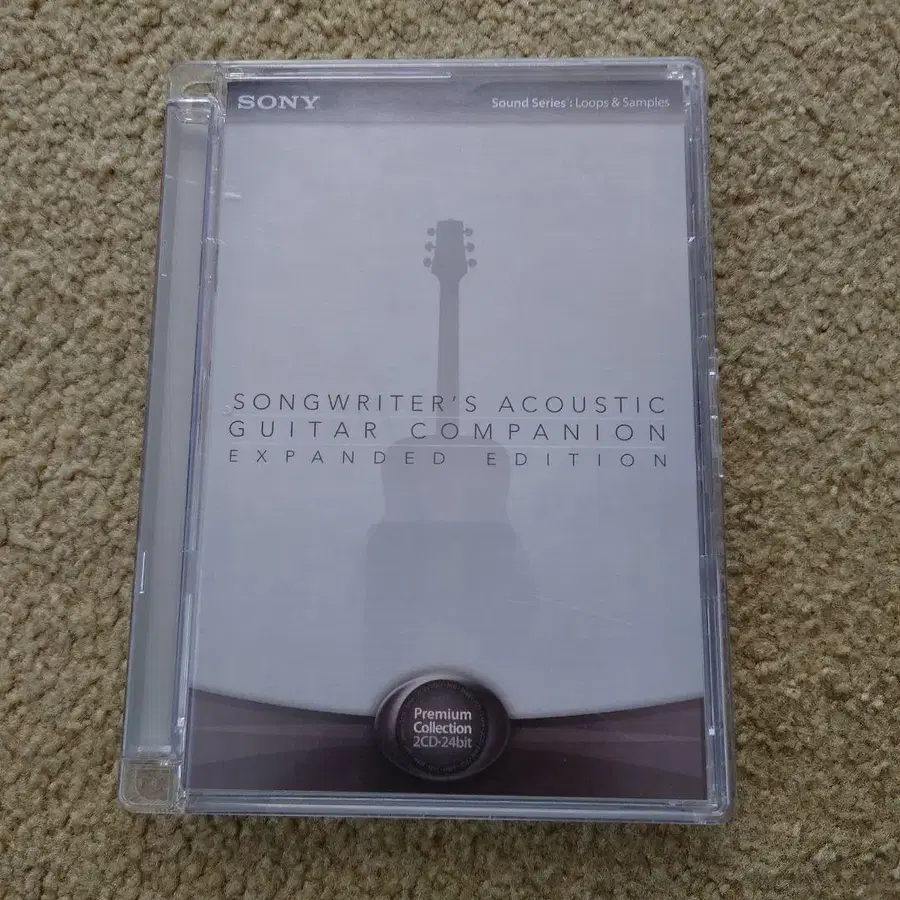 SONY
Sound Series: Loops & Samples
SONGWRITER'S ACOUSTIC
GUITAR COMPANION
EXPANDED EDITION
Premium
Collection
2CD·24bit